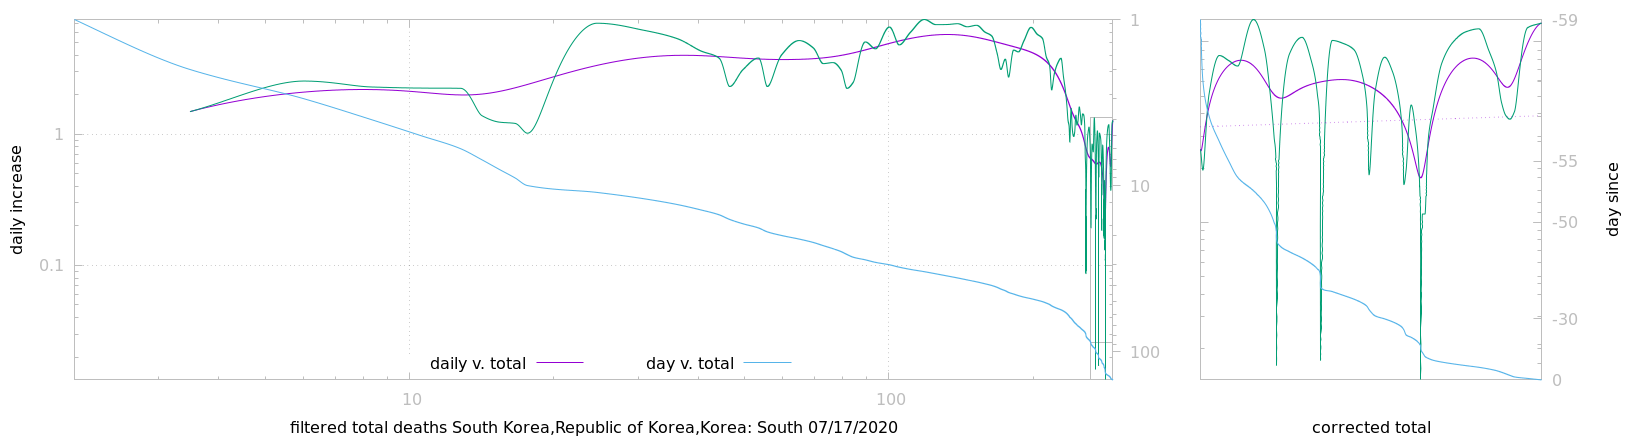 1 -59
daily increase
1
-55
10
-50
day since
0.1
-30
daily v. total day v. total
100
0
10 100
filtered total deaths South Korea,Republic of Korea,Korea: South 07/17/2020 corrected total